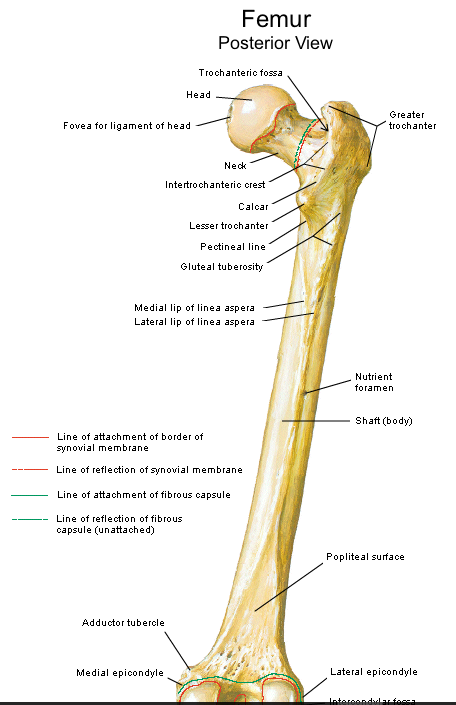 Femur
Posterior View
Trochanteric fossa
Head
Greater
trochanter
Fovea for ligament of head
Neck
Intertrochanteric crest
Calcar
Lesser trochanter
Pectineal line
Gluteal tuberosity
Medial lip of linea aspera
Lateral lip of linea aspera
Nutrient
foramen
Shaft (body)
Line of attachment of border of
synovial membrane
Line of reflection of synovial membrane
Line of attachment of fibrous capsule
Line of reflection of fibrous
capsule (unattached)
Popliteal surface
Adductor tubercle
Medial epicondyle
Lateral epicondyle
Intercondylar fossa